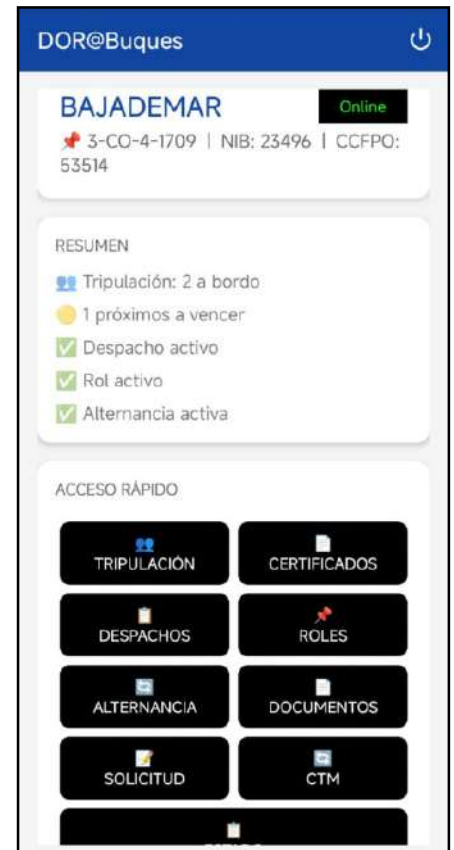 DOR@Buques
BAJADEMAR
Online
📌 3-CO-4-1709 | NIB: 23496 | CCFPO:
53514
RESUMEN
👥 Tripulación: 2 a bordo
🟡 1 próximos a vencer
✅ Despacho activo
✅ Rol activo
✅ Alternancia activa
ACCESO RÁPIDO
👥
TRIPULACIÓN
📄
CERTIFICADOS
📋
DESPACHOS
📌
ROLES
🔄
ALTERNANCIA
📄
DOCUMENTOS
📝
SOLICITUD
🔄
CTM
📋